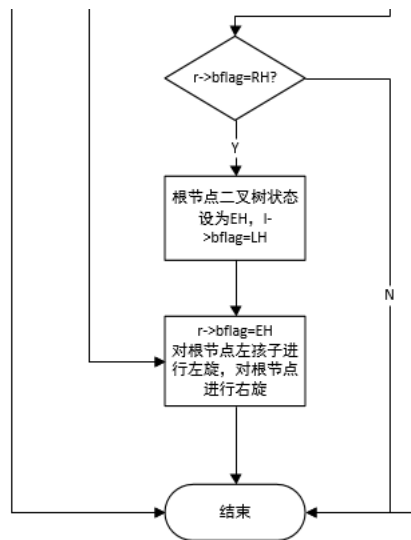 r->bflag=RH?
Y
根节点二叉树状态
设为EH，l-
>bflag=LH
N
r->bflag=EH
对根节点左孩子进
行左旋，对根节点
进行右旋
结束